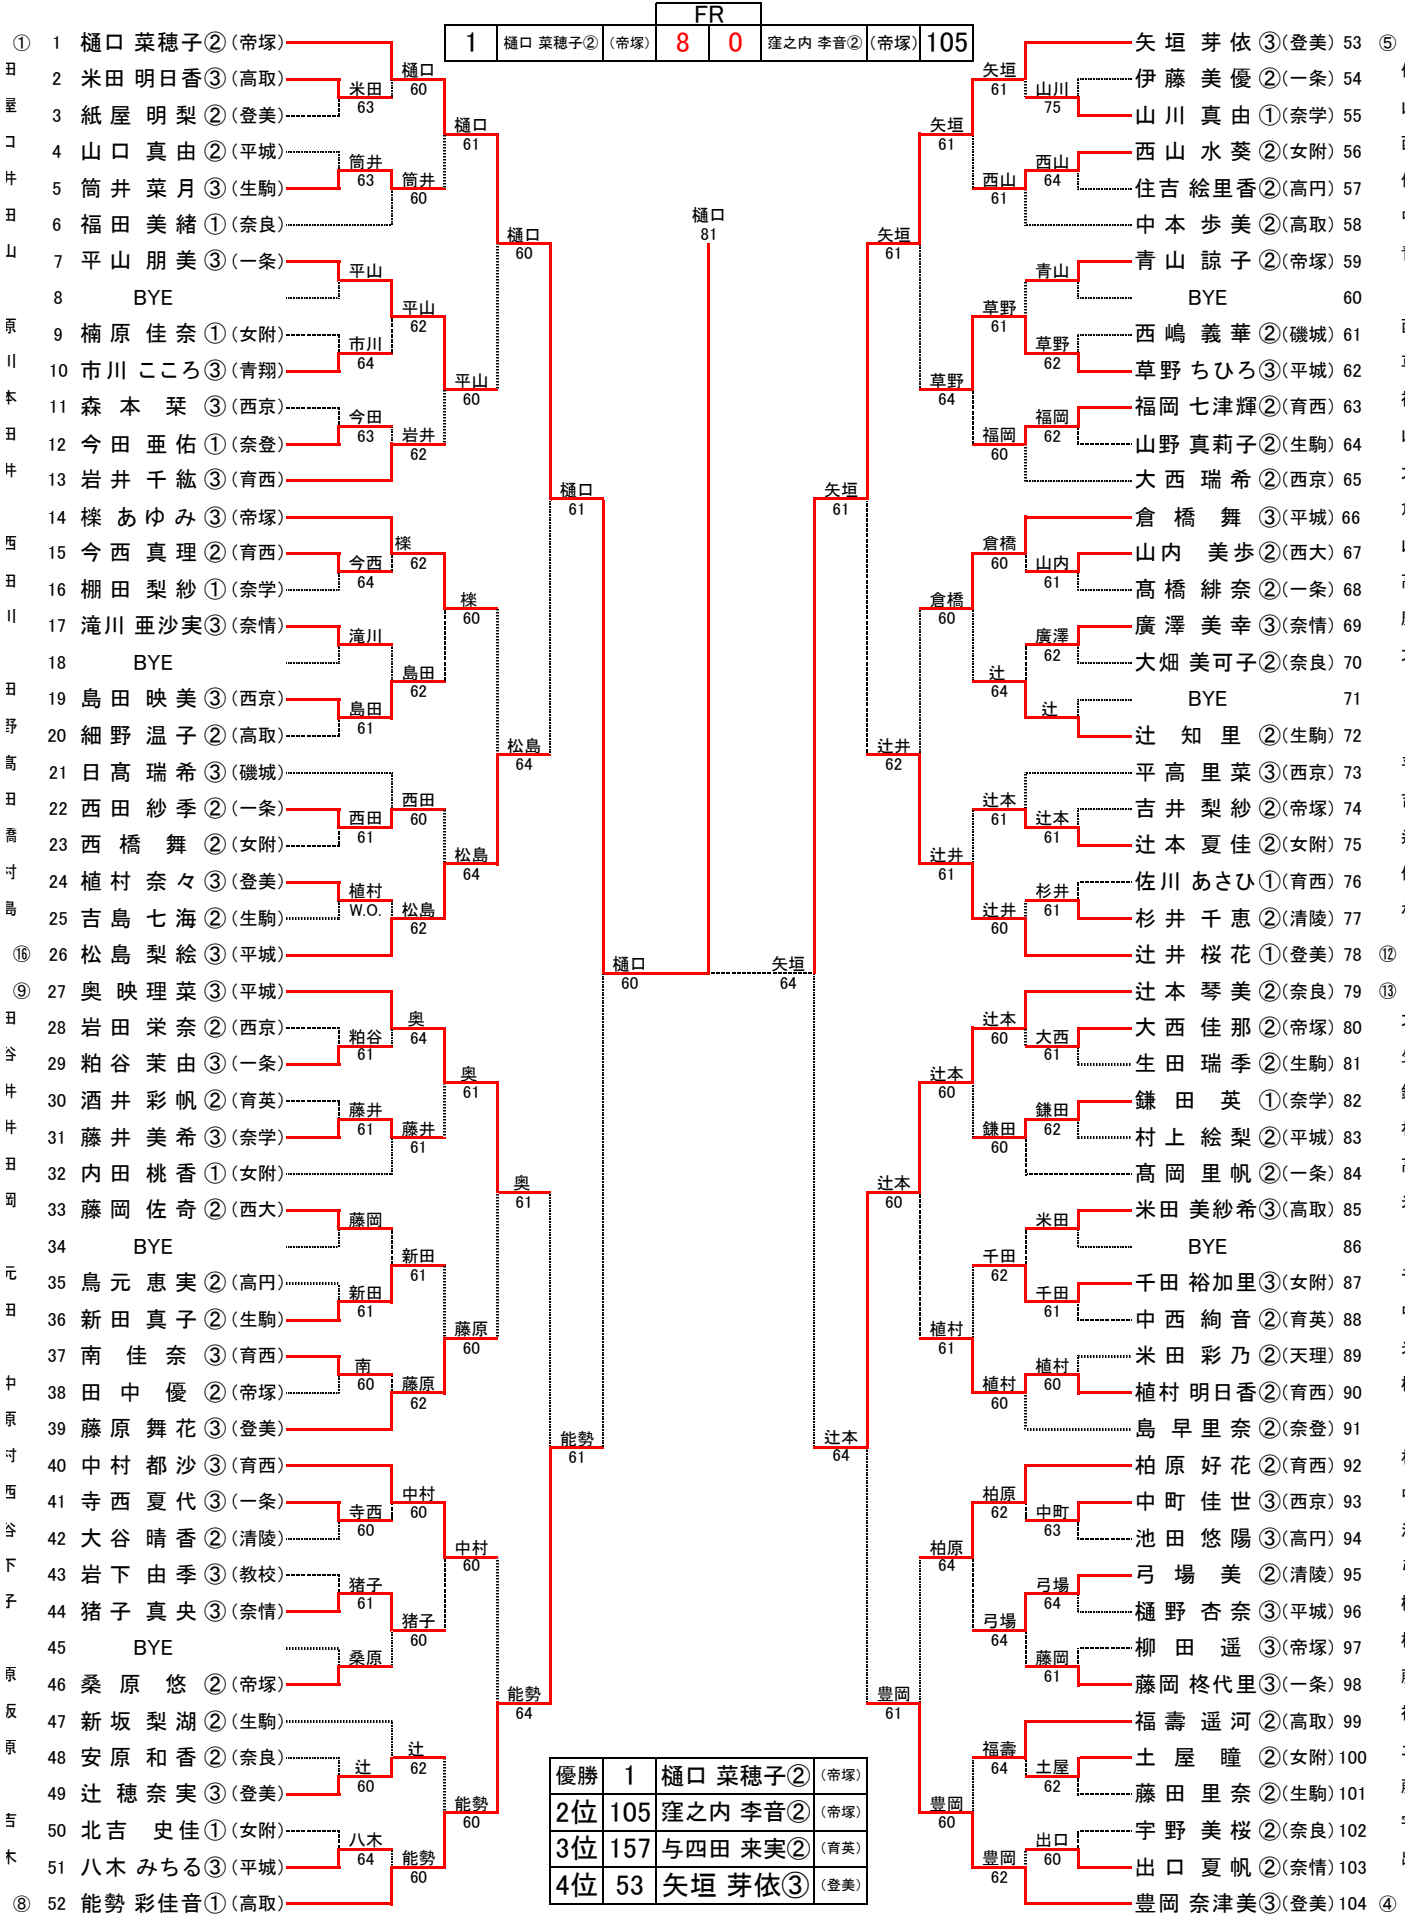 FR
1 樋口 菜穂子② (帝塚) 8 0 窪之内 李音② (帝塚) 105
① 1 樋口 菜穂子② (帝塚)
2 米田 明日香③ (高取)
3 紙屋 明梨② (登美)
4 山口 真由② (平城)
5 筒井 菜月③ (生駒)
6 福田 美緒① (奈良)
7 平山 朋美③ (一条)
8 BYE
9 楠原 佳奈① (女附)
10 市川 こころ③ (青翔)
11 森本 栞③ (西京)
12 今田 亜佑① (奈登)
13 岩井 千紘③ (育西)
14 檪 あゆみ③ (帝塚)
15 今西 真理② (育西)
16 棚田 梨紗① (奈学)
17 滝川 亜沙実③ (奈情)
18 BYE
19 島田 映美③ (西京)
20 細野 温子② (高取)
21 日髙 瑞希③ (磯城)
22 西田 紗季② (一条)
23 西橋 舞② (女附)
24 植村 奈々③ (登美)
25 吉島 七海② (生駒)
⑯ 26 松島 梨絵③ (平城)
⑨ 27 奥 映理菜③ (平城)
28 岩田 栄奈② (西京)
29 粕谷 茉由③ (一条)
30 酒井 彩帆② (育英)
31 藤井 美希③ (奈学)
32 内田 桃香① (女附)
33 藤岡 佐奇② (西大)
34 BYE
35 鳥元 恵実② (高円)
36 新田 真子② (生駒)
37 南 佳奈③ (育西)
38 田中 優② (帝塚)
39 藤原 舞花③ (登美)
40 中村 都沙③ (育西)
41 寺西 夏代③ (一条)
42 大谷 晴香② (清陵)
43 岩下 由季③ (教校)
44 猪子 真央③ (奈情)
45 BYE
46 桑原 悠② (帝塚)
47 新坂 梨湖② (生駒)
48 安原 和香② (奈良)
49 辻 穂奈実③ (登美)
50 北吉 史佳① (女附)
51 八木 みちる③ (平城)
⑧ 52 能勢 彩佳音① (高取)
米田 63
筒井 63
平山
市川 64
今田 63
今西 64
滝川
島田 61
西田 61
植村 W.O.
粕谷 61
藤井 61
藤岡
新田 61
南 60
寺西 60
猪子 61
桑原
辻 60
八木 64
樋口 60
筒井 60
平山 62
岩井 62
檪 62
島田 62
西田 60
松島 62
奥 64
藤井 61
新田 61
藤原 62
中村 60
猪子 60
辻 62
能勢 60
樋口 61
平山 60
檪 60
松島 64
奥 61
藤原 60
中村 60
能勢 60
樋口 60
松島 64
奥 61
能勢 64
樋口 61
能勢 61
樋口 60
樋口 81
矢垣 64
矢垣 61
辻本 64
矢垣 61
辻井 62
辻本 60
豊岡 61
矢垣 61
草野 64
倉橋 60
辻井 61
辻本 60
植村 61
柏原 64
豊岡 60
矢垣 61
西山 61
草野 61
福岡 60
倉橋 60
辻 64
辻本 61
辻井 60
辻本 60
鎌田 60
千田 62
植村 60
柏原 62
弓場 64
福壽 64
豊岡 62
山川 75
西山 64
青山
草野 62
福岡 62
山内 61
廣澤 62
辻
辻本 61
杉井 61
大西 61
鎌田 62
米田
千田 61
植村 60
中町 63
弓場 64
藤岡 61
土屋 62
出口 60
矢垣 芽依③ (登美) 53 ⑤
伊藤 美優② (一条) 54
山川 真由① (奈学) 55
西山 水葵② (女附) 56
住吉 絵里香② (高円) 57
中本 歩美② (高取) 58
青山 諒子② (帝塚) 59
BYE 60
西嶋 義華② (磯城) 61
草野 ちひろ③ (平城) 62
福岡 七津輝② (育西) 63
山野 真莉子② (生駒) 64
大西 瑞希② (西京) 65
倉橋 舞③ (平城) 66
山内 美歩② (西大) 67
髙橋 緋奈② (一条) 68
廣澤 美幸③ (奈情) 69
大畑 美可子② (奈良) 70
BYE 71
辻 知里② (生駒) 72
平高 里菜③ (西京) 73
吉井 梨紗② (帝塚) 74
辻本 夏佳② (女附) 75
佐川 あさひ① (育西) 76
杉井 千恵② (清陵) 77
辻井 桜花① (登美) 78 ⑫
辻本 琴美② (奈良) 79 ⑬
大西 佳那② (帝塚) 80
生田 瑞季② (生駒) 81
鎌田 英① (奈学) 82
村上 絵梨② (平城) 83
髙岡 里帆② (一条) 84
米田 美紗希③ (高取) 85
BYE 86
千田 裕加里③ (女附) 87
中西 絢音② (育英) 88
米田 彩乃② (天理) 89
植村 明日香② (育西) 90
島 早里奈② (奈登) 91
柏原 好花② (育西) 92
中町 佳世③ (西京) 93
池田 悠陽③ (高円) 94
弓場 美② (清陵) 95
樋野 杏奈③ (平城) 96
柳田 遥③ (帝塚) 97
藤岡 柊代里③ (一条) 98
福壽 遥河② (高取) 99
土屋 瞳② (女附) 100
藤田 里奈② (生駒) 101
宇野 美桜② (奈良) 102
出口 夏帆② (奈情) 103
豊岡 奈津美③ (登美) 104 ④
優勝 1 樋口 菜穂子② (帝塚)
2位 105 窪之内 李音② (帝塚)
3位 157 与四田 来実② (育英)
4位 53 矢垣 芽依③ (登美)